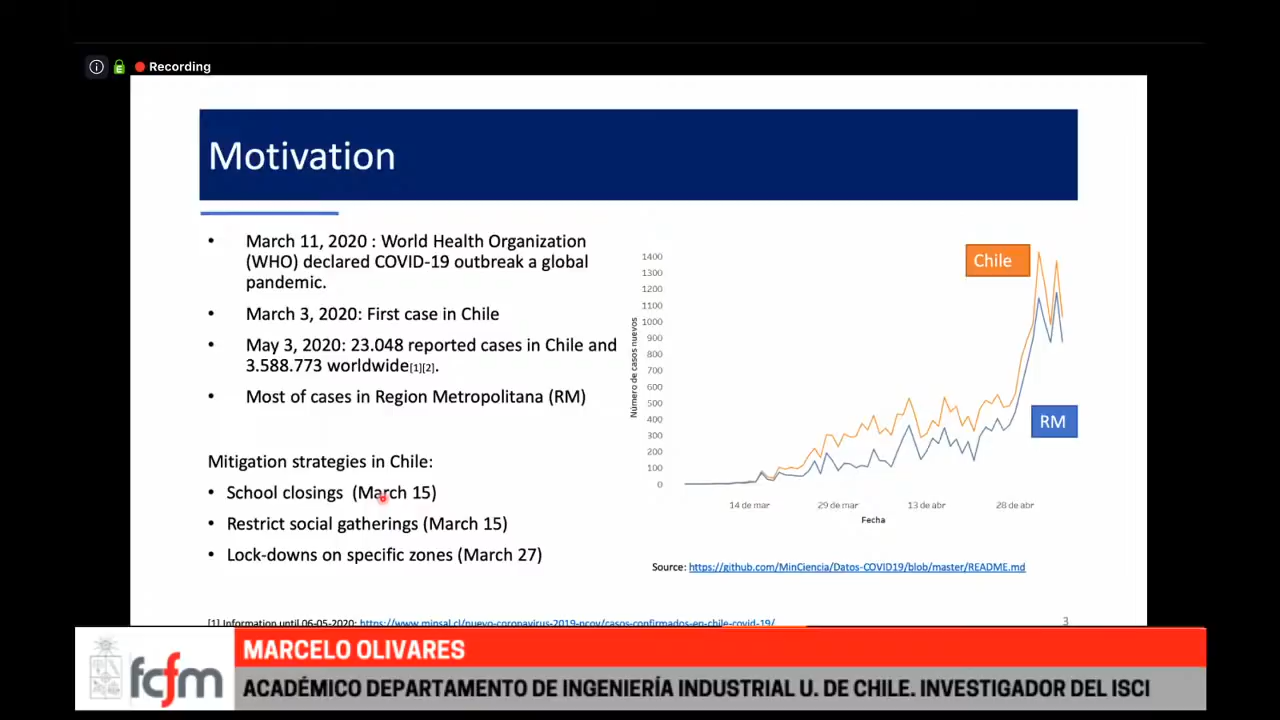 Recording
Motivation
• March 11, 2020 : World Health Organization
(WHO) declared COVID-19 outbreak a global
pandemic.
• March 3, 2020: First case in Chile
• May 3, 2020: 23.048 reported cases in Chile and
3.588.773 worldwide[1][2].
• Most of cases in Region Metropolitana (RM)
Mitigation strategies in Chile:
• School closings (March 15)
• Restrict social gatherings (March 15)
• Lock-downs on specific zones (March 27)
Número de casos nuevos
1400
1300
1200
1100
1000
900
800
700
600
500
400
300
200
100
0
Chile
RM
14 de mar 29 de mar 13 de abr 28 de abr
Fecha
Source: https://github.com/MinCiencia/Datos-COVID19/blob/master/README.md
[1] Information until 06-05-2020: https://www.minsal.cl/nuevo-coronavirus-2019-ncov/casos-confirmados-en-chile-covid-19/
3
fcfm
MARCELO OLIVARES
ACADÉMICO DEPARTAMENTO DE INGENIERÍA INDUSTRIAL U. DE CHILE. INVESTIGADOR DEL ISCI